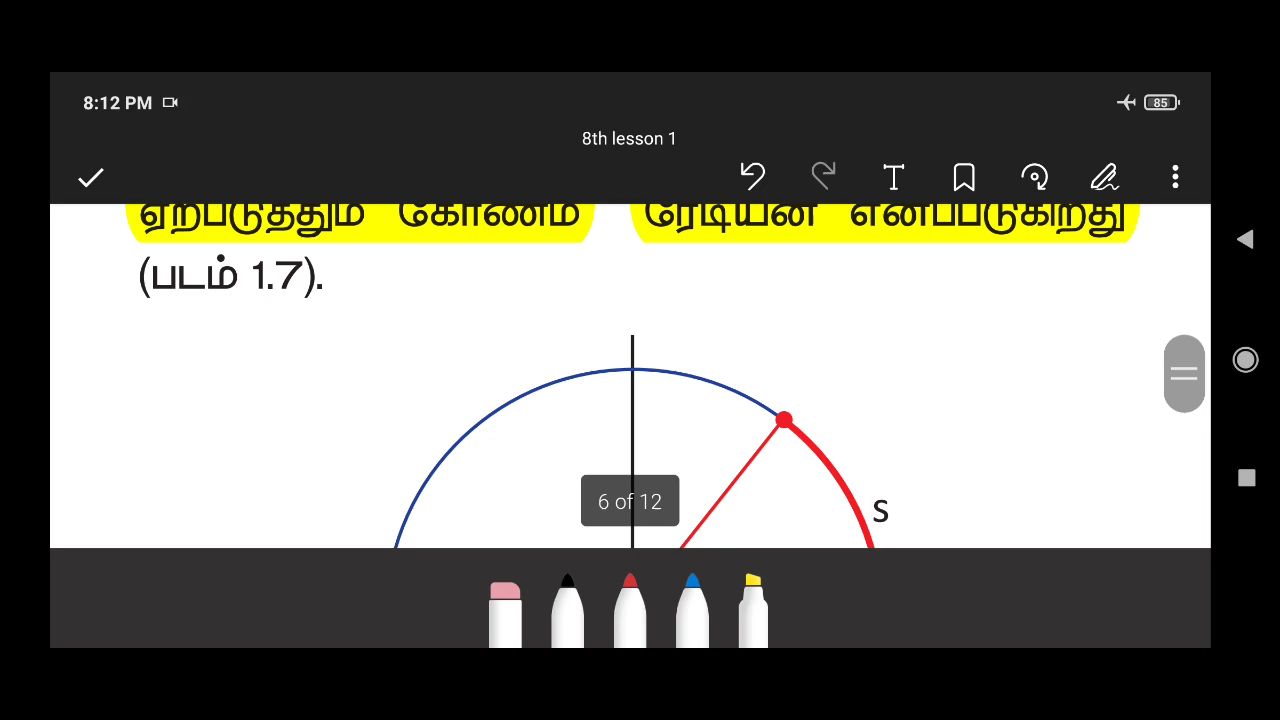 8:12 PM
85
8th lesson 1
ஏற்படுத்தும் கோணம் ரேடியன் எனப்படுகிறது
(படம் 1.7).
6 of 12
S